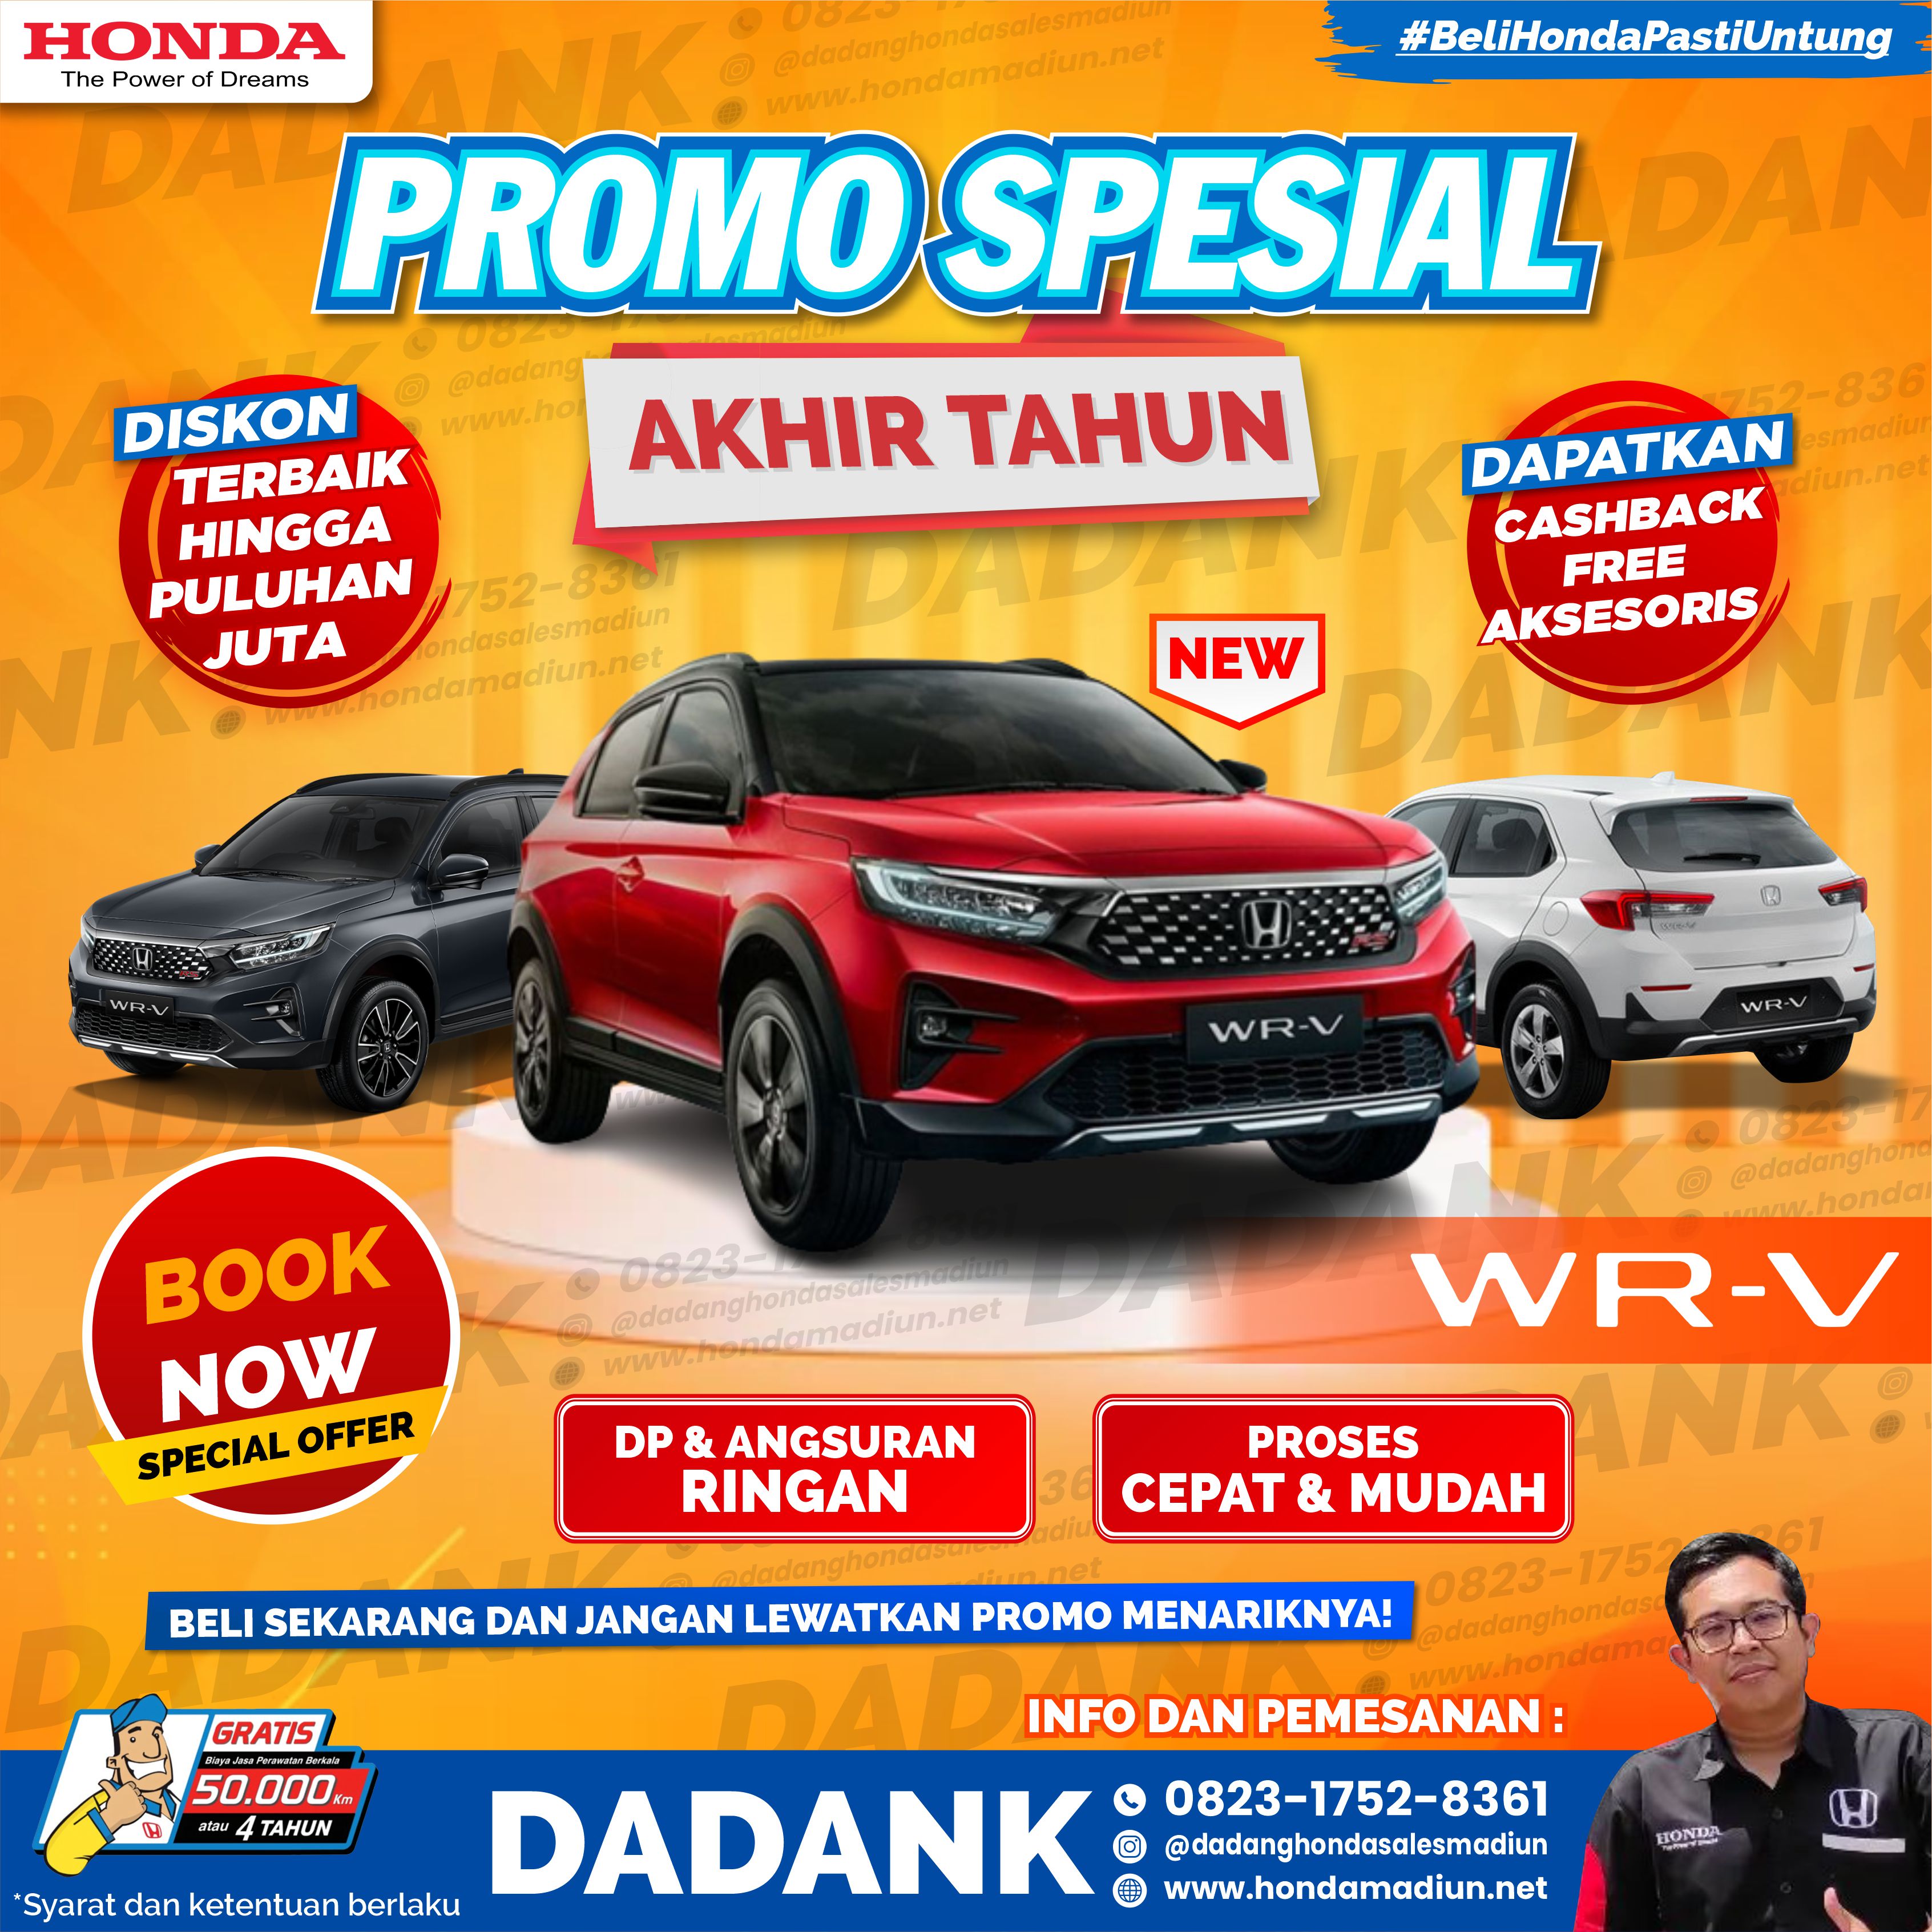 HONDA
The Power of Dreams
#BeliHondaPastiUntung
PROMO SPESIAL
AKHIR TAHUN
DISKON
TERBAIK
HINGGA
PULUHAN
JUTA
DAPATKAN
CASHBACK
FREE
AKSESORIS
NEW
WR-V
WR-V
WR-V
WR-V
BOOK
NOW
SPECIAL OFFER
DP & ANGSURAN
RINGAN
PROSES
CEPAT & MUDAH
BELI SEKARANG DAN JANGAN LEWATKAN PROMO MENARIKNYA!
INFO DAN PEMESANAN :
GRATIS
Biaya Jasa Perawatan Berkala
50.000 Km
atau 4 TAHUN
*Syarat dan ketentuan berlaku
DADANK
0823-1752-8361
@dadanghondasalesmadiun
www.hondamadiun.net
HONDA